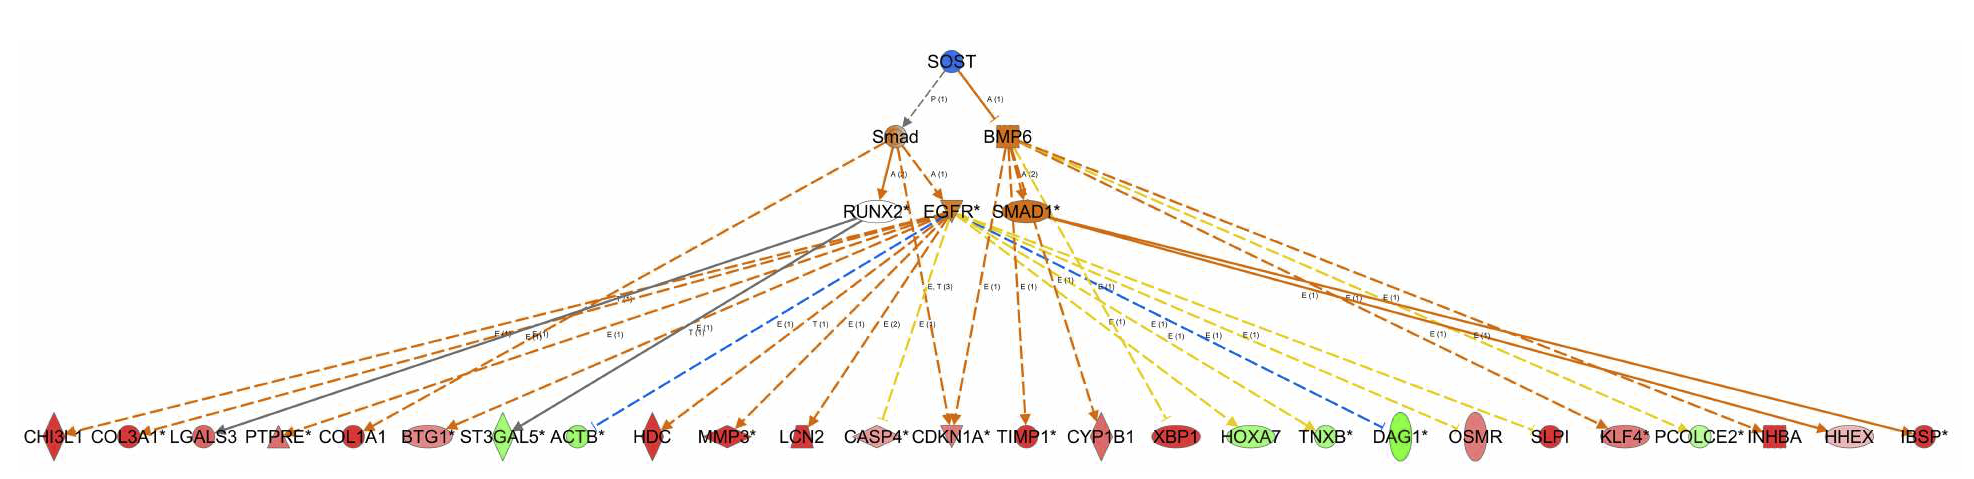 SOST
P (1)
A (1)
Smad
BMP6
A (2)
A (1)
A (2)
RUNX2*
EGFR*
SMAD1*
E (1)
E, T (3)
E (1)
E (1)
E (1)
E (1)
E (1)
E (1)
E (1)
E (1)
T (1)
E (1)
E (1)
T (1)
E (1)
E (2)
E (1)
E (1)
E (1)
E (1)
E (1)
E (1)
E (1)
E (1)
CHI3L1
COL3A1*
LGALS3
PTPRE*
COL1A1
BTG1*
ST3GAL5*
ACTB*
HDC
MMP3*
LCN2
CASP4*
CDKN1A*
TIMP1*
CYP1B1
XBP1
HOXA7
TNXB*
DAG1*
OSMR
SLPI
KLF4*
PCOLCE2*
INHBA
HHEX
IBSP*